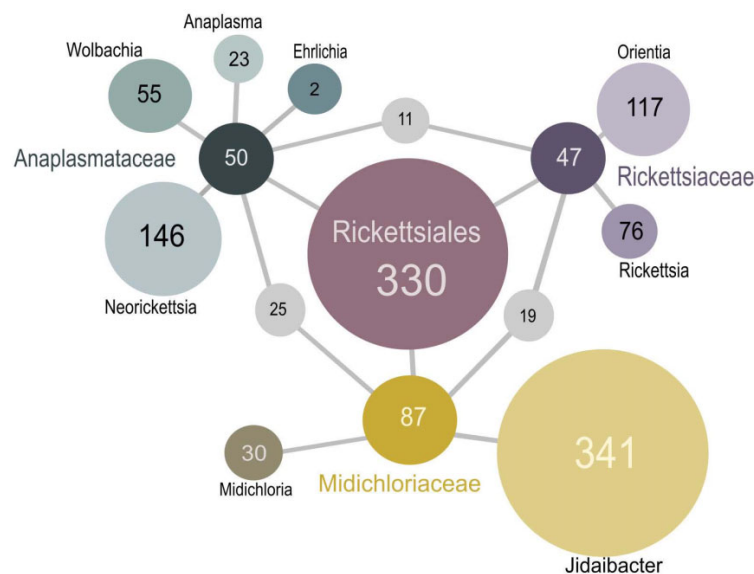 Anaplasma
Wolbachia
Ehrlichia
Orientia
23
55
2
117
11
Anaplasmataceae
50
47
Rickettsiaceae
146
Rickettsiales
330
76
Neorickettsia
Rickettsia
25
19
87
30
341
Midichloria
Midichloriaceae
Jidaibacter